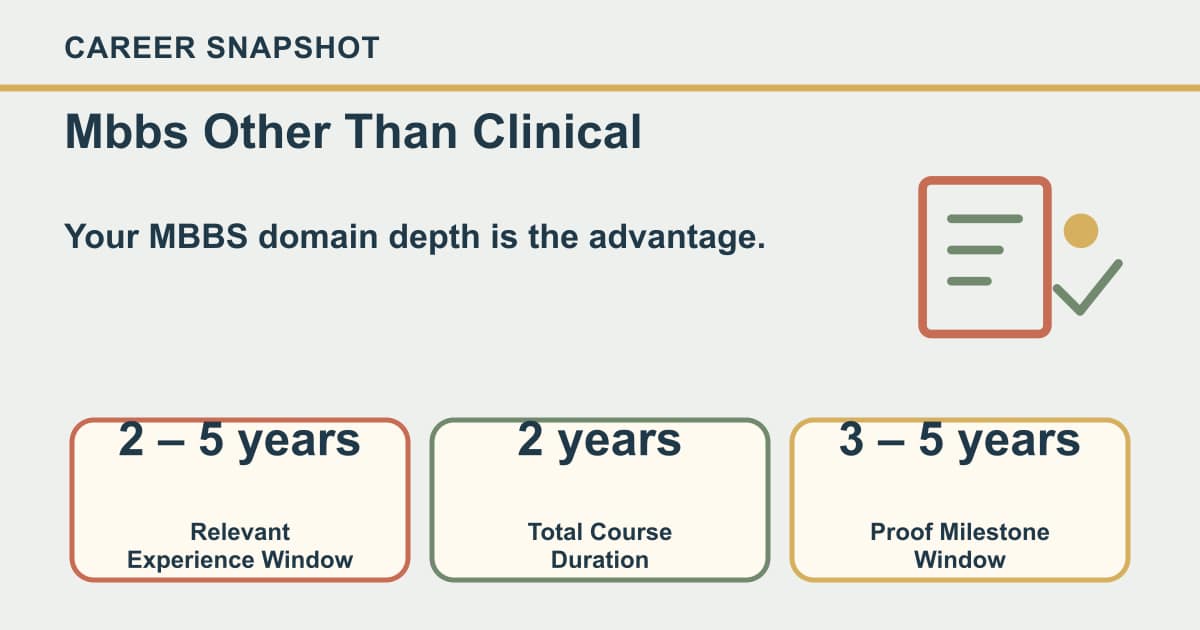 CAREER SNAPSHOT
Mbbs Other Than Clinical
Your MBBS domain depth is the advantage.
2 – 5 years
Relevant
Experience Window
2 years
Total Course
Duration
3 – 5 years
Proof Milestone
Window